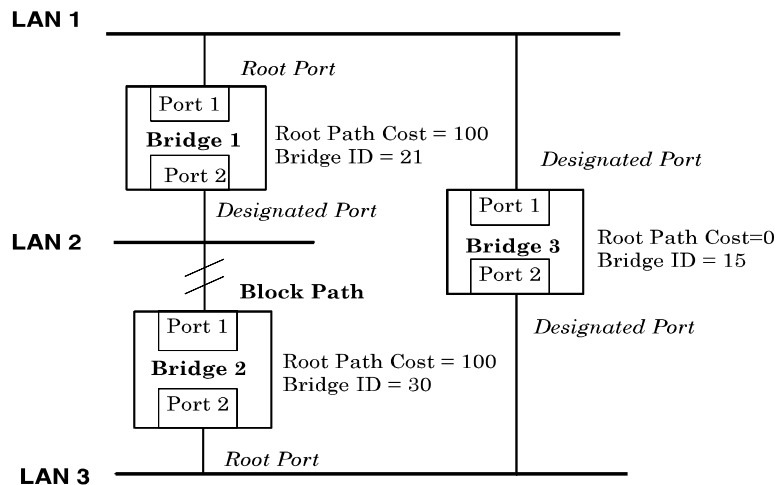 LAN 1
Root Port
Port 1
Bridge 1
Root Path Cost = 100
Bridge ID = 21
Port 2
Designated Port
Designated Port
Port 1
Bridge 3
Root Path Cost=0
Bridge ID = 15
Port 2
Designated Port
LAN 2
Block Path
Port 1
Bridge 2
Root Path Cost = 100
Bridge ID = 30
Port 2
Root Port
LAN 3